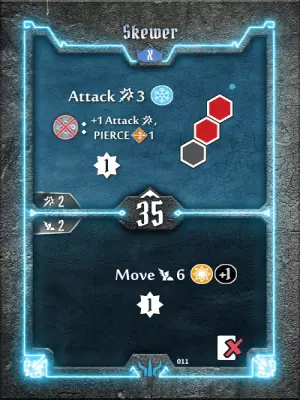 Skewer
X
Attack 3
+1 Attack,
PIERCE 1
1
2
35
2
Move 6 +1
1
011